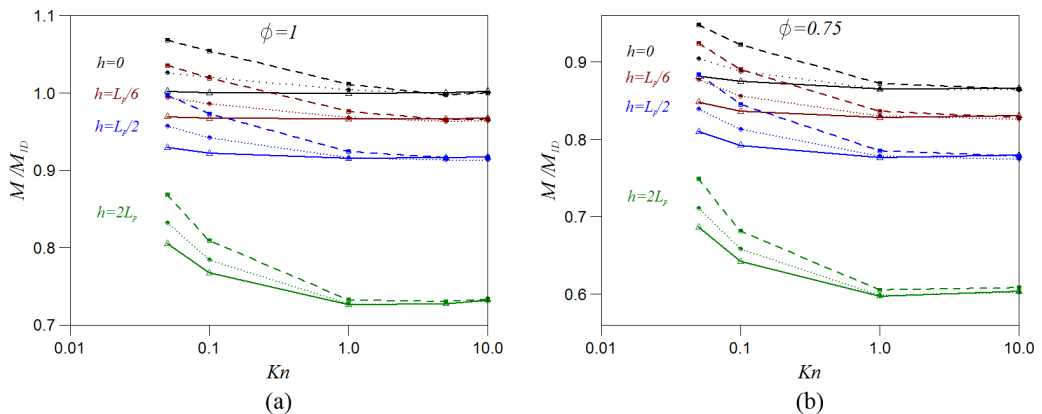 ϕ=1
1.1
1.0
0.9
0.8
0.7
M /M1D
h=0
h=Lp/6
h=Lp/2
h=2Lp
0.01 0.1 1.0 10.0
Kn
(a)
ϕ=0.75
0.9
0.8
0.7
0.6
M /M1D
h=0
h=Lp/6
h=Lp/2
h=2Lp
0.01 0.1 1.0 10.0
Kn
(b)